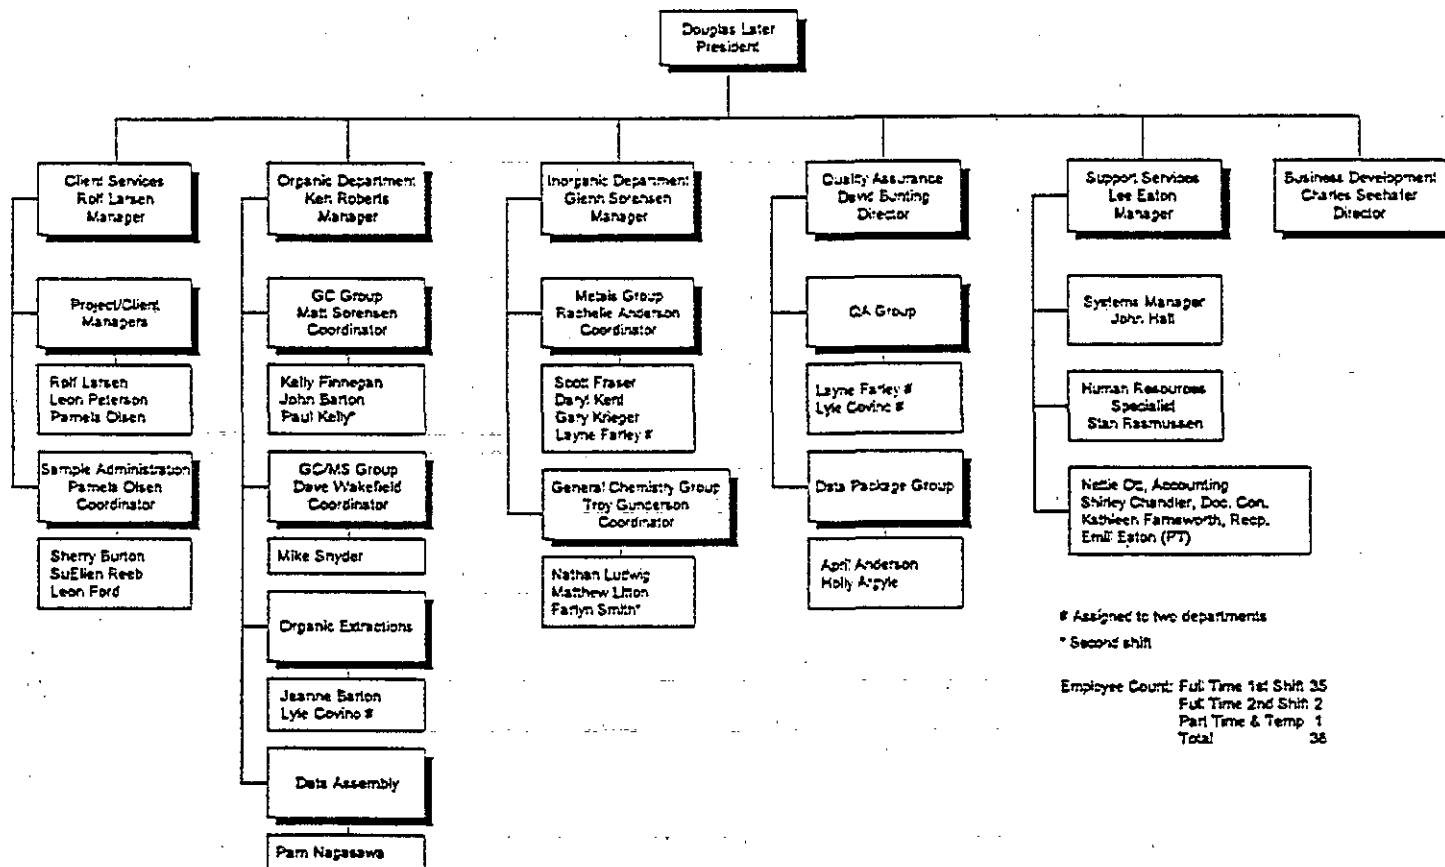 Douglas Later
President
Client Services
Rolf Larsen
Manager
Project/Client
Managers
Rolf Larsen
Leon Peterson
Pamela Olsen
Sample Administration
Pamela Olsen
Coordinator
Sherry Burton
SuEllen Reeb
Leon Ford
Organic Department
Ken Roberts
Manager
GC Group
Matt Sorensen
Coordinator
Kelly Finnegan
John Barton
Paul Kelly*
GC/MS Group
Dave Wakefield
Coordinator
Mike Snyder
Organic Extractions
Jeanne Barton
Lyle Covino #
Data Assembly
Pam Nagasawa
Inorganic Department
Glenn Sorensen
Manager
Metals Group
Rachelle Anderson
Coordinator
Scott Fraser
Daryl
Gary Krieger
Layne Farley #
General Chemistry Group
Troy Gunderson
Coordinator
Nathan Ludwig
Matthew
Farlyn Smith*
Quality Assurance
David Bunting
Director
QA Group
Layne Farley #
Lyle Covino #
Data Package Group
April Anderson
Holly Argyle
Support Services
Lee Eaton
Manager
Systems Manager
John Hall
Human Resources
Specialist
Stan Rasmussen
Nettie Ott, Accounting
Shirley Chandler, Doc. Con.
Kathleen Farnsworth, Recp.
Eaton (PT)
Business Development
Charles Seehafer
Director
# Assigned to two departments
* Second shift
Employee Count: Full Time 1st Shift 35
Full Time 2nd Shift 2
Part Time & Temp 1
Total 38